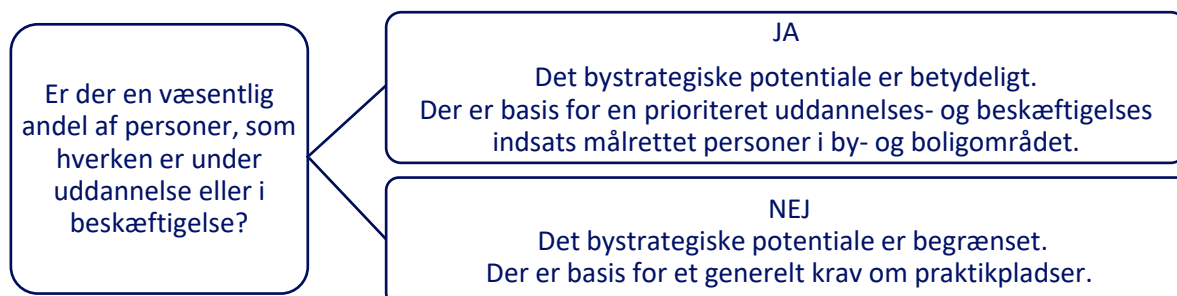 Er der en væsentlig
andel af personer, som
hverken er under
uddannelse eller i
beskæftigelse?
JA
Det bystrategiske potentiale er betydeligt.
Der er basis for en prioriteret uddannelses- og beskæftigelses
indsats målrettet personer i by- og boligområdet.
NEJ
Det bystrategiske potentiale er begrænset.
Der er basis for et generelt krav om praktikpladser.